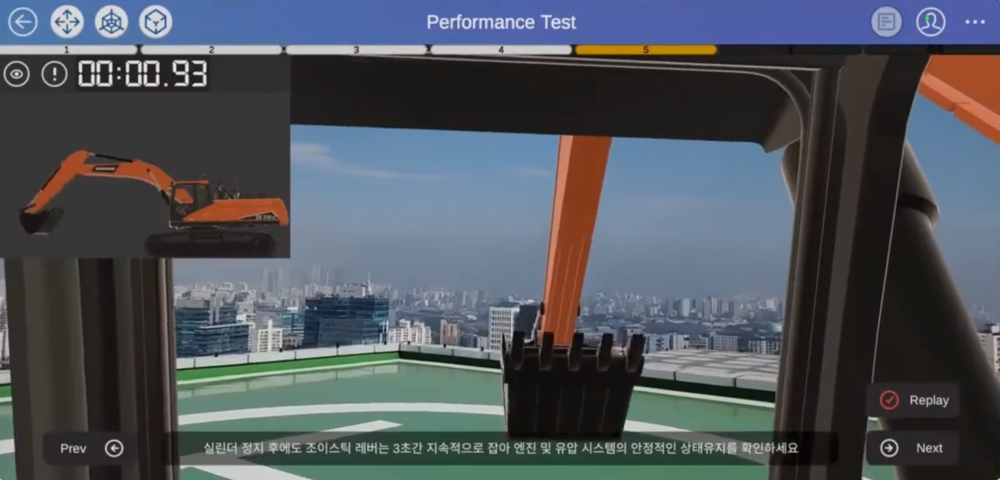 Performance Test
1 2 3 4 5
00:00.93
Replay
Prev
실린더 정지 후에도 조이스틱 레버는 3초간 지속적으로 잡아 엔진 및 유압 시스템의 안정적인 상태유지를 확인하세요
Next